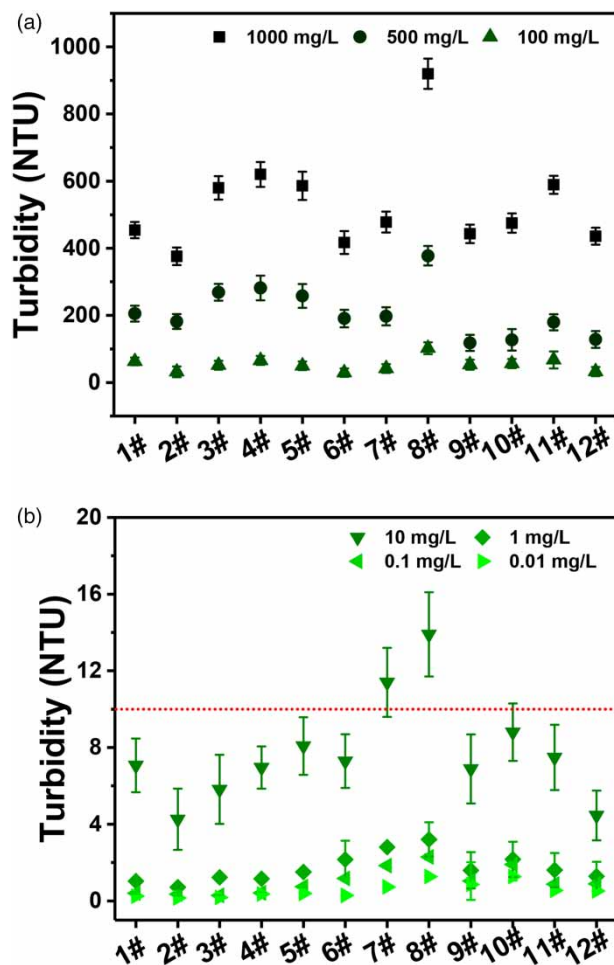 (a)
1000 mg/L 500 mg/L 100 mg/L
1000
800
600
400
200
0
Turbidity (NTU)
1# 2# 3# 4# 5# 6# 7# 8# 9# 10# 11# 12#
(b)
10 mg/L 1 mg/L
0.1 mg/L 0.01 mg/L
20
16
12
8
4
0
Turbidity (NTU)
1# 2# 3# 4# 5# 6# 7# 8# 9# 10# 11# 12#